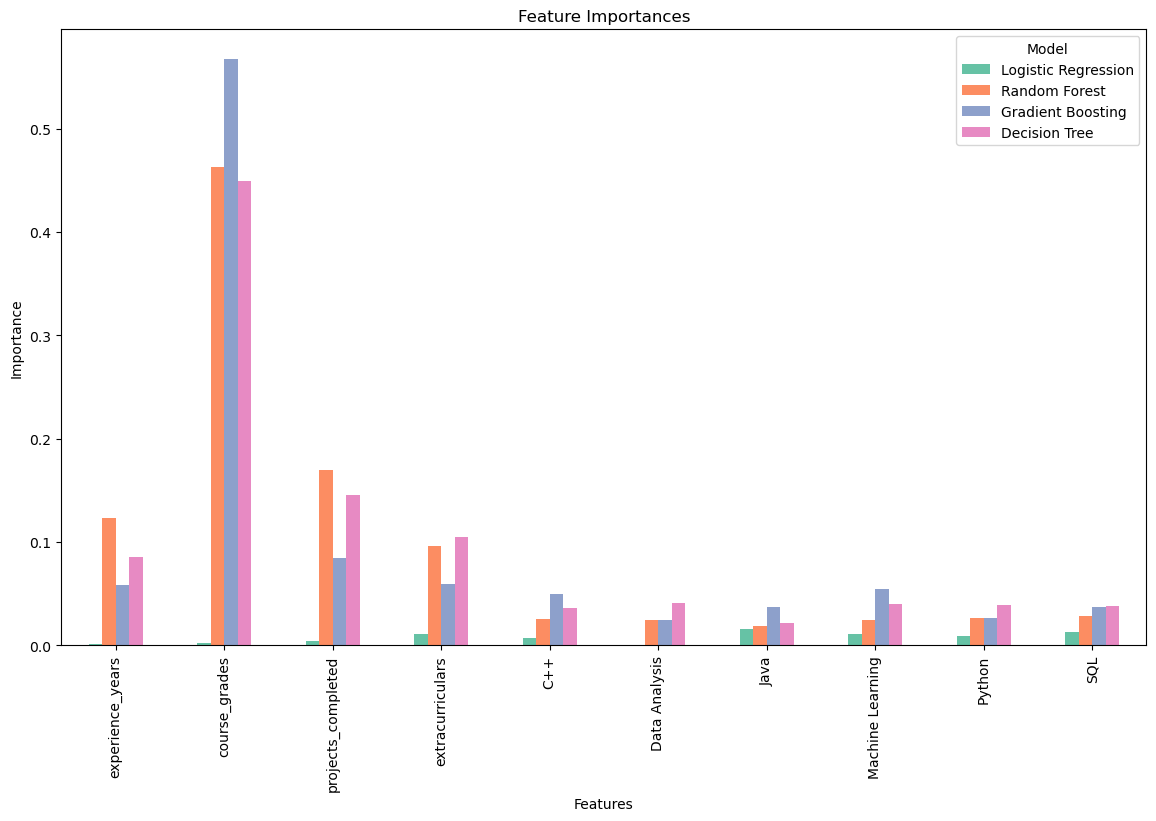 Feature Importances
Model
Logistic Regression
Random Forest
Gradient Boosting
Decision Tree
Importance
0.5
0.4
0.3
0.2
0.1
0.0
experience_years
course_grades
projects_completed
extracurriculars
C++
Data Analysis
Java
Machine Learning
Python
SQL
Features